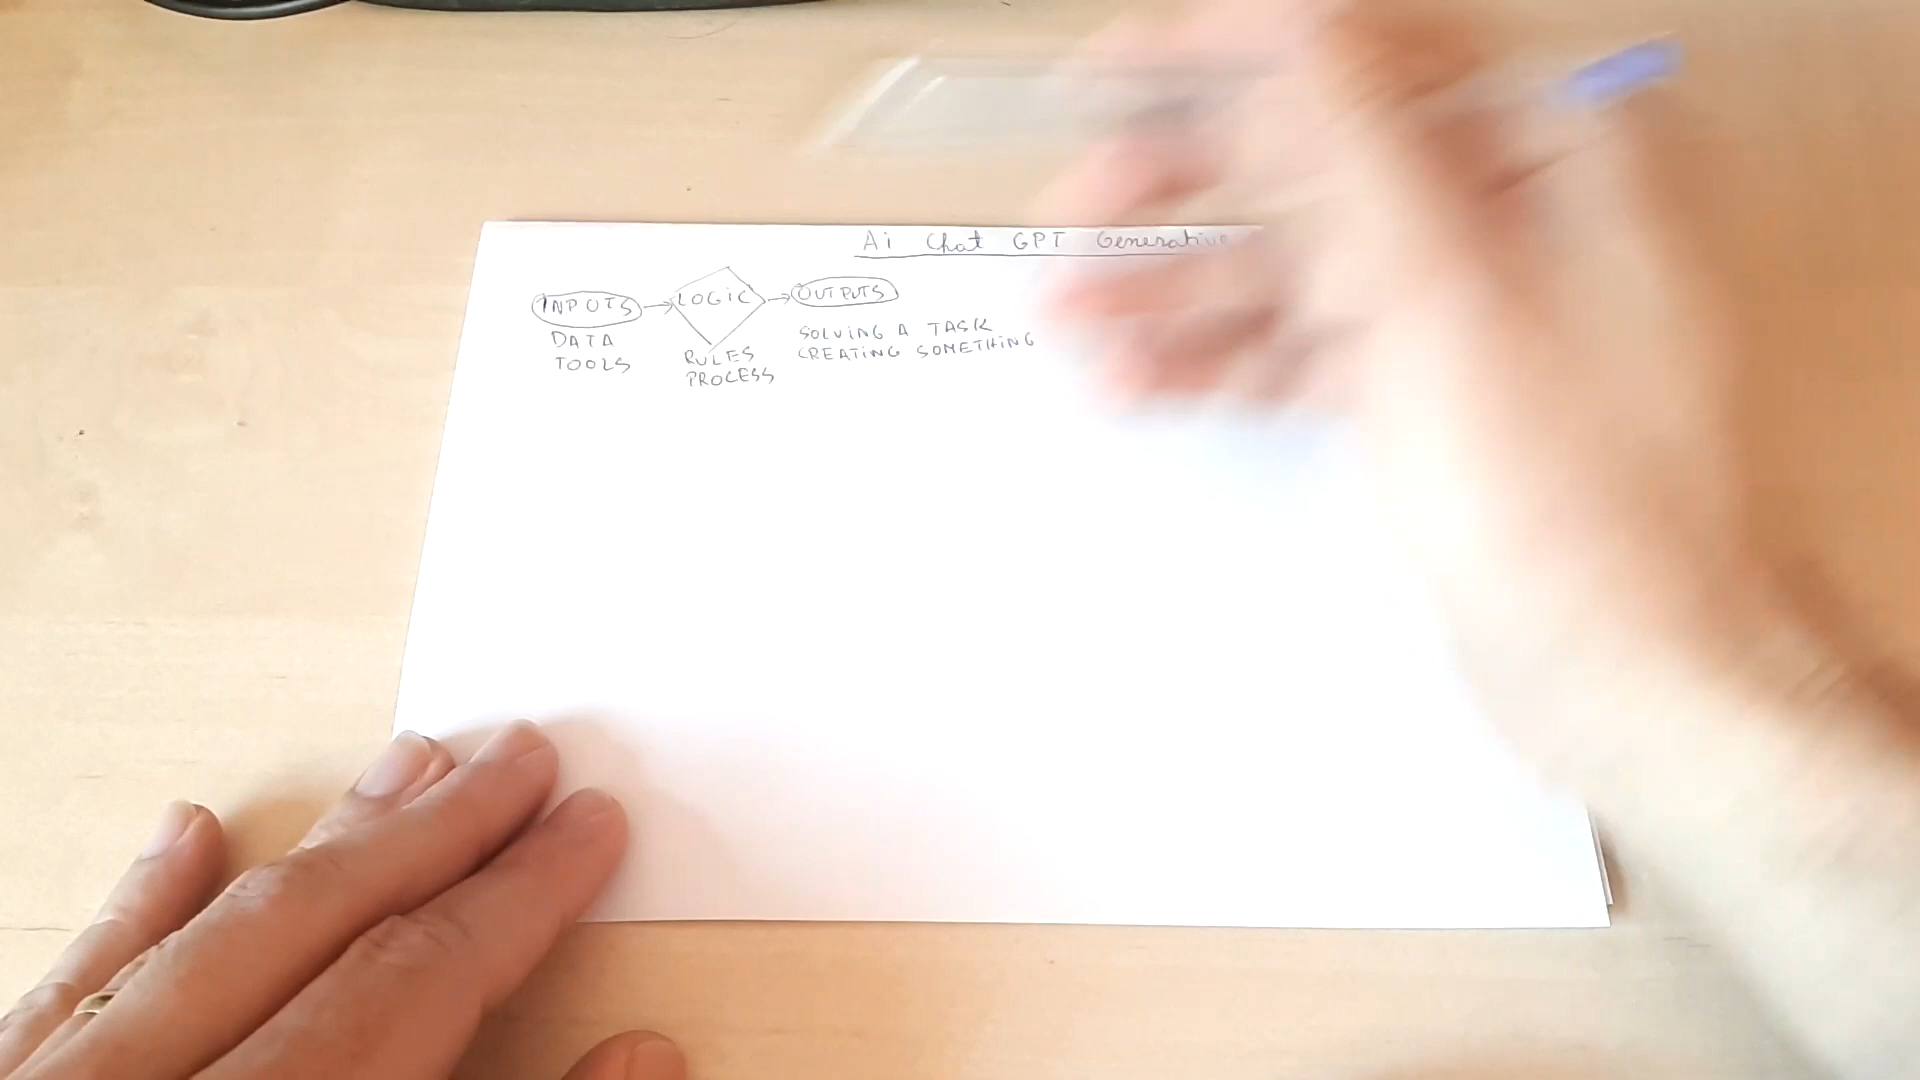 Ai Chat GPT Generative
INPUTS → LOGIC → OUTPUTS
DATA
TOOLS
RULES
PROCESS
SOLVING A TASK
CREATING SOMETHING